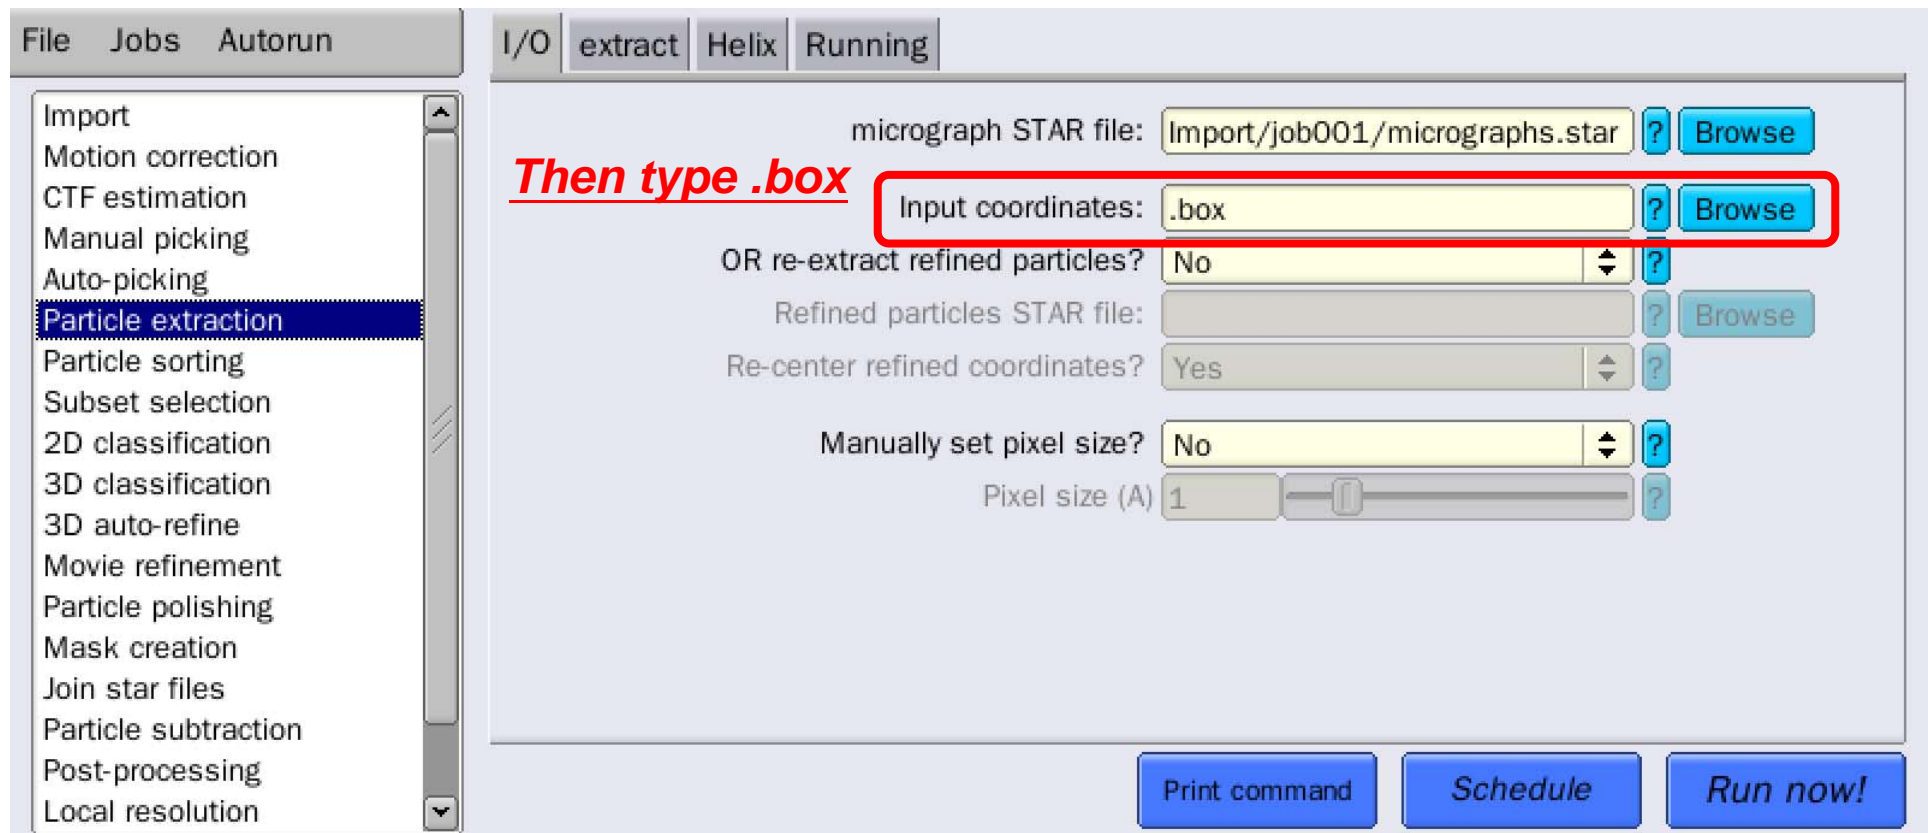 File Jobs Autorun
I/O extract Helix Running
Import
Motion correction
CTF estimation
Manual picking
Auto-picking
Particle extraction
Particle sorting
Subset selection
2D classification
3D classification
3D auto-refine
Movie refinement
Particle polishing
Mask creation
Join star files
Particle subtraction
Post-processing
Local resolution
micrograph STAR file: Import/job001/micrographs.star ? Browse
Then type .box
Input coordinates: .box ? Browse
OR re-extract refined particles? No ?
Refined particles STAR file: ? Browse
Re-center refined coordinates? Yes ?
Manually set pixel size? No ?
Pixel size (A) 1 ?
Print command Schedule Run now!